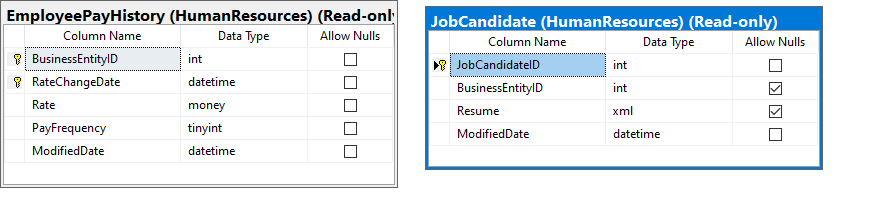 EmployeePayHistory (HumanResources) (Read-only
Column Name Data Type Allow Nulls
BusinessEntityID int
RateChangeDate datetime
Rate money
PayFrequency tinyint
ModifiedDate datetime
JobCandidate (HumanResources) (Read-only)
Column Name Data Type Allow Nulls
JobCandidateID int
BusinessEntityID int
Resume xml
ModifiedDate datetime